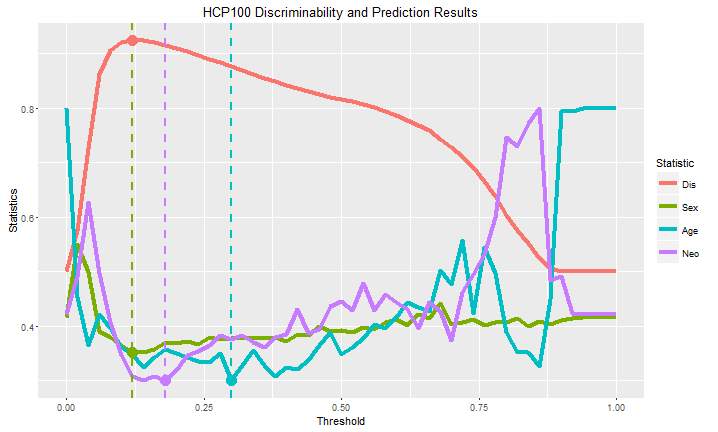 HCP100 Discriminability and Prediction Results
Statistics
0.8
0.6
0.4
0.00 0.25 0.50 0.75 1.00
Threshold
Statistic
Dis
Sex
Age
Neo